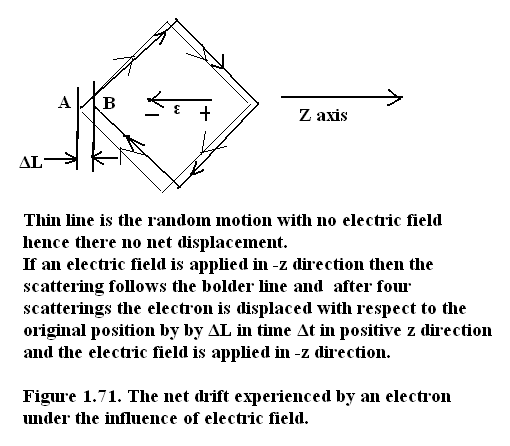 A B
− ε +
Z axis
ΔL
Thin line is the random motion with no electric field
hence there no net displacement.
If an electric field is applied in -z direction then the
scattering follows the bolder line and after four
scatterings the electron is displaced with respect to the
original position by by ΔL in time Δt in positive z direction
and the electric field is applied in -z direction.
Figure 1.71. The net drift experienced by an electron
under the influence of electric field.